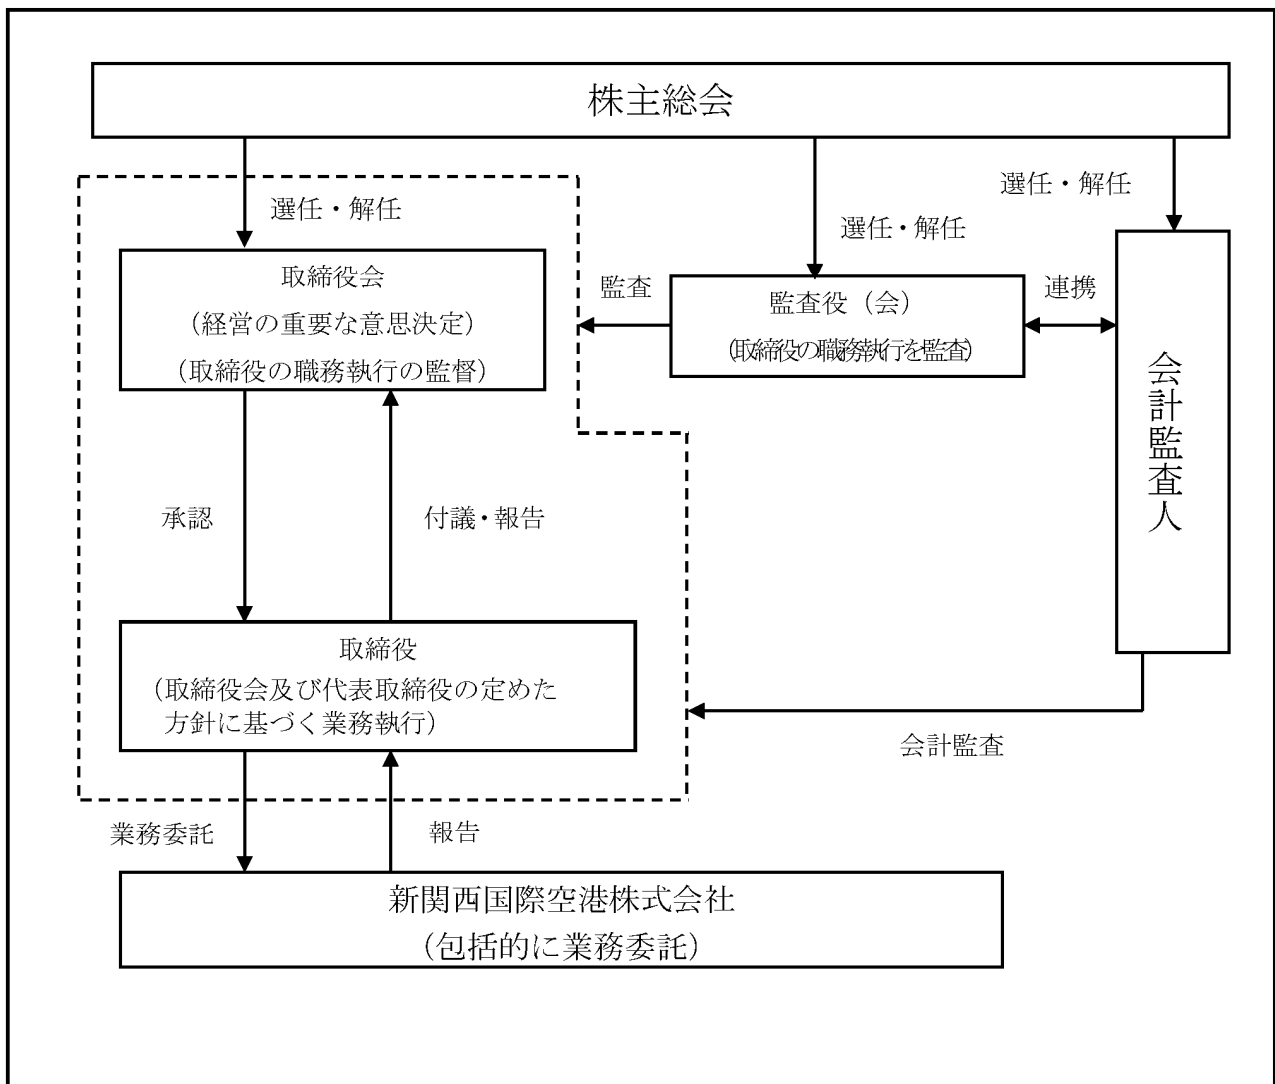 株主総会
選任・解任
選任・解任
選任・解任
取締役会
(経営の重要な意思決定)
(取締役の職務執行の監督)
監査
監査役（会）
(取締役の職務執行を監査)
連携
会計監査人
承認
付議・報告
取締役
（取締役会及び代表取締役の定めた
方針に基づく業務執行）
会計監査
業務委託
報告
新関西国際空港株式会社
（包括的に業務委託）